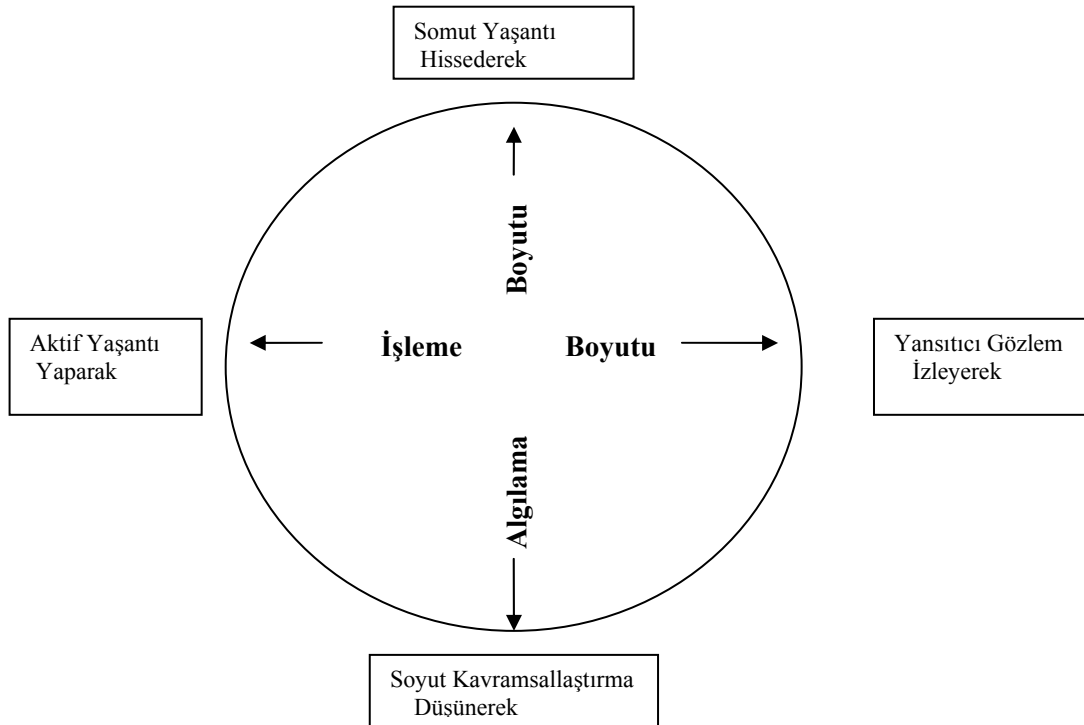 Somut Yaşantı
Hissederek
Boyutu
Aktif Yaşantı
Yaparak
İşleme Boyutu
Yansıtıcı Gözlem
İzleyerek
Algılama
Soyut Kavramsallaştırma
Düşünerek